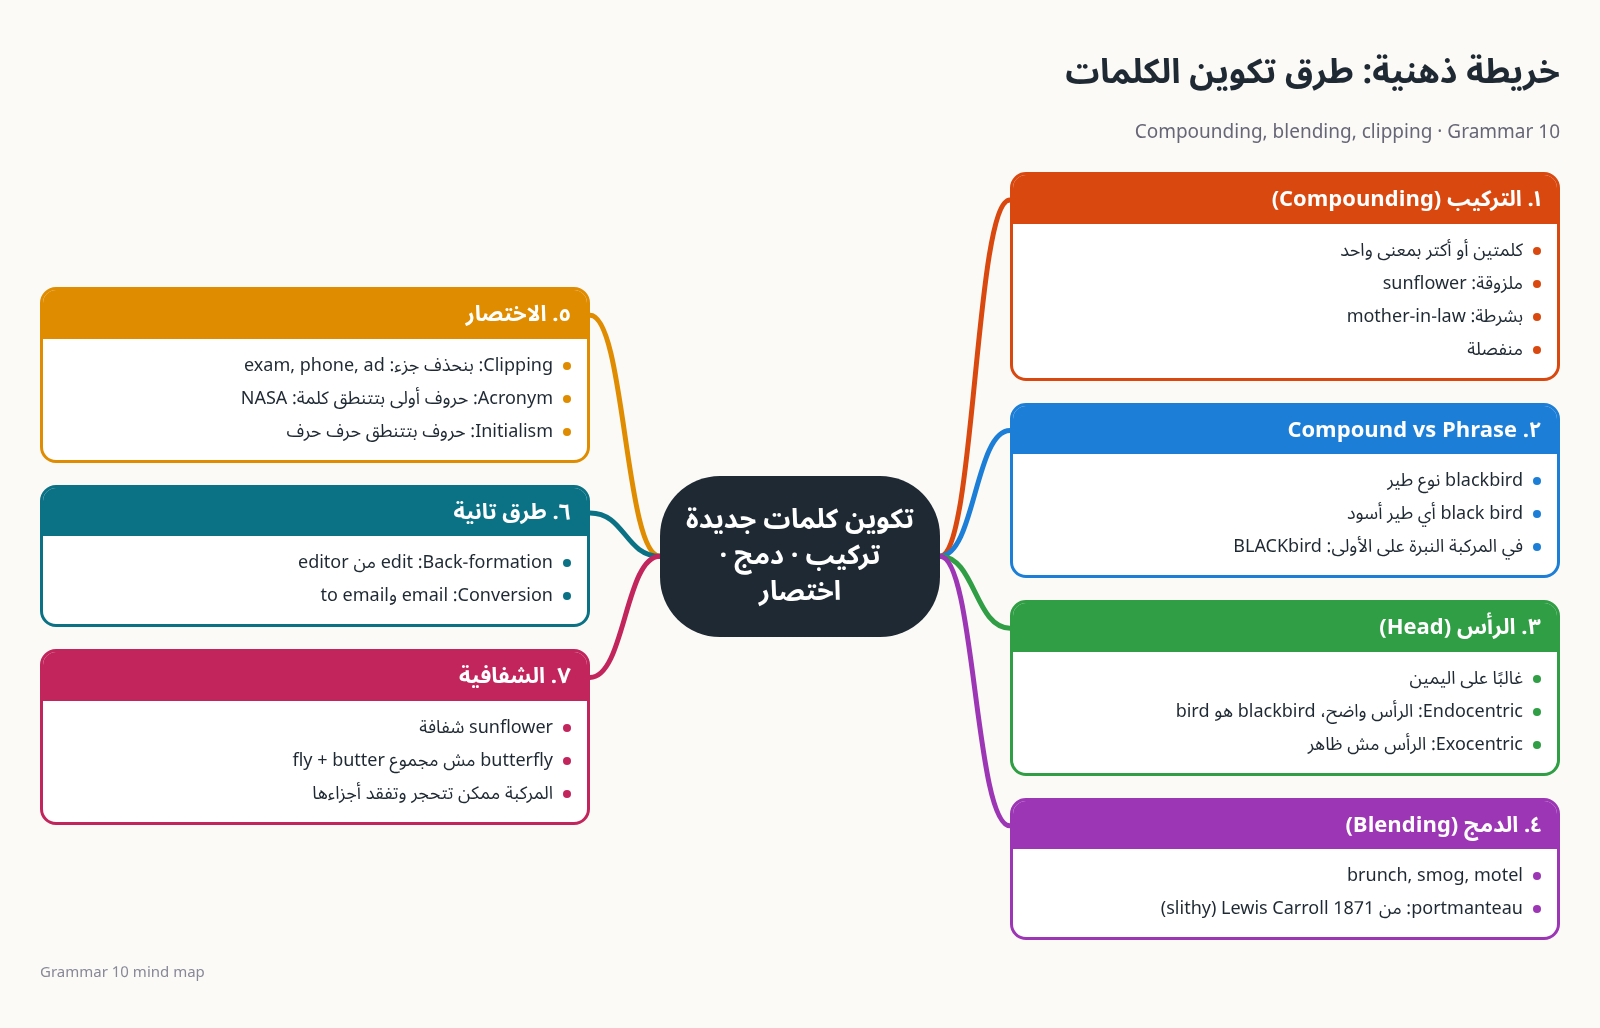 خريطة ذهنية: طرق تكوين الكلمات
Compounding, blending, clipping · Grammar 10
١. التركيب (Compounding)
كلمتين أو أكتر بمعنى واحد
ملزوقة: sunflower
بشرطة: mother-in-law
منفصلة
٢. Compound vs Phrase
blackbird نوع طير
black bird أي طير أسود
في المركبة النبرة على الأولى: BLACKbird
٣. الرأس (Head)
غالبًا على اليمين
Endocentric: الرأس واضح، blackbird هو bird
Exocentric: الرأس مش ظاهر
٤. الدمج (Blending)
brunch, smog, motel
portmanteau: من Lewis Carroll 1871 (slithy)
تكوين كلمات جديدة
تركيب · دمج ·
اختصار
٥. الاختصار
Clipping: بنحذف جزء: exam, phone, ad
Acronym: حروف أولى بتتنطق كلمة: NASA
Initialism: حروف بتتنطق حرف حرف
٦. طرق تانية
Back-formation: edit من editor
Conversion: email وto email
٧. الشفافية
sunflower شفافة
butterfly مش مجموع fly + butter
المركبة ممكن تتحجر وتفقد أجزاءها
Grammar 10 mind map